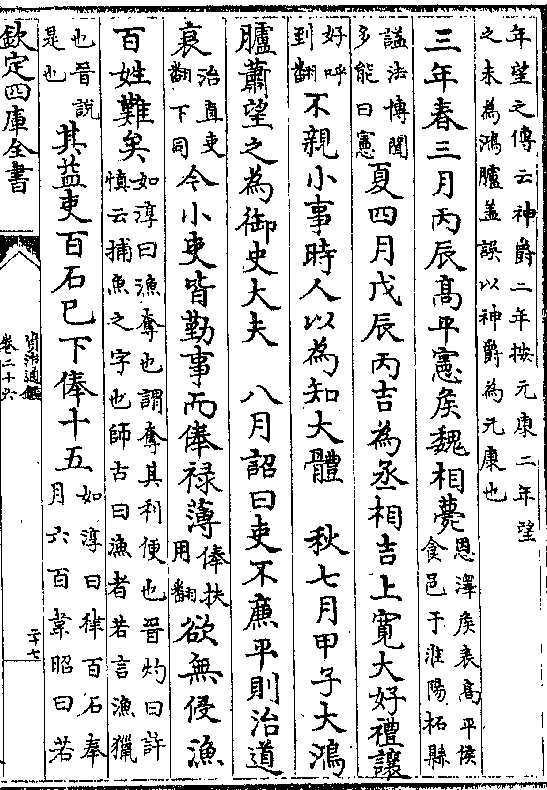 年望之傳云神爵二年按元康二年望
之未為鴻臚蓋誤以神爵為元康也
三年春三月丙辰髙平憲矦魏相薨恩澤矦表髙平侯食邑于淮陽柘縣
諡法博聞多能曰憲夏四月戊辰丙吉為丞相吉上寛大好禮讓
好呼到翻不親小事時人以為知大體 秋七月甲子大鴻
臚蕭望之為御史大夫 八月詔曰吏不㢘平則治道
衰治直吏翻下同今小吏皆勤事而俸禄薄俸扶用翻欲無侵漁
百姓難矣如淳曰漁奪也謂奪其利便也晉灼曰許慎云捕魚之字也師古曰漁者若言漁獵
也晉說是也其益吏百石已下俸十五如淳曰律百石奉月六百韋昭曰若
欽定四庫全書
資治通鑑
卷二十六
二十七